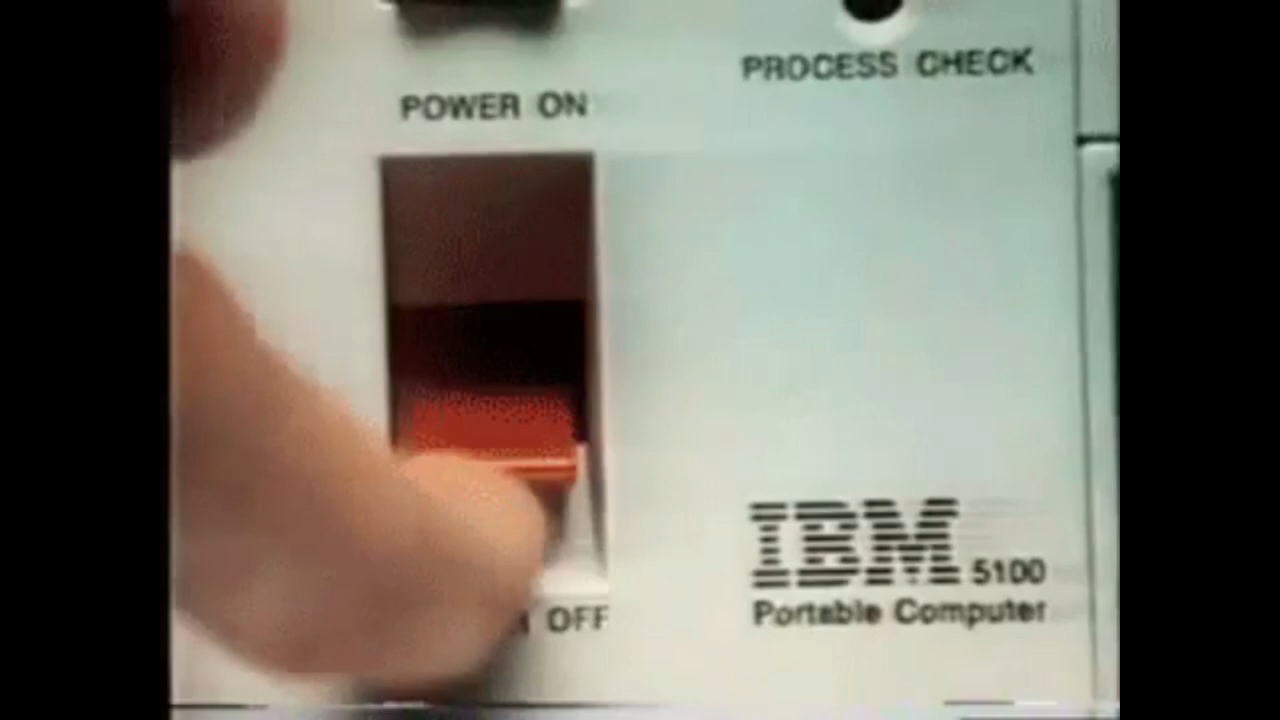 PROCESS CHECK
POWER ON
IBM 5100
Portable Computer
OFF